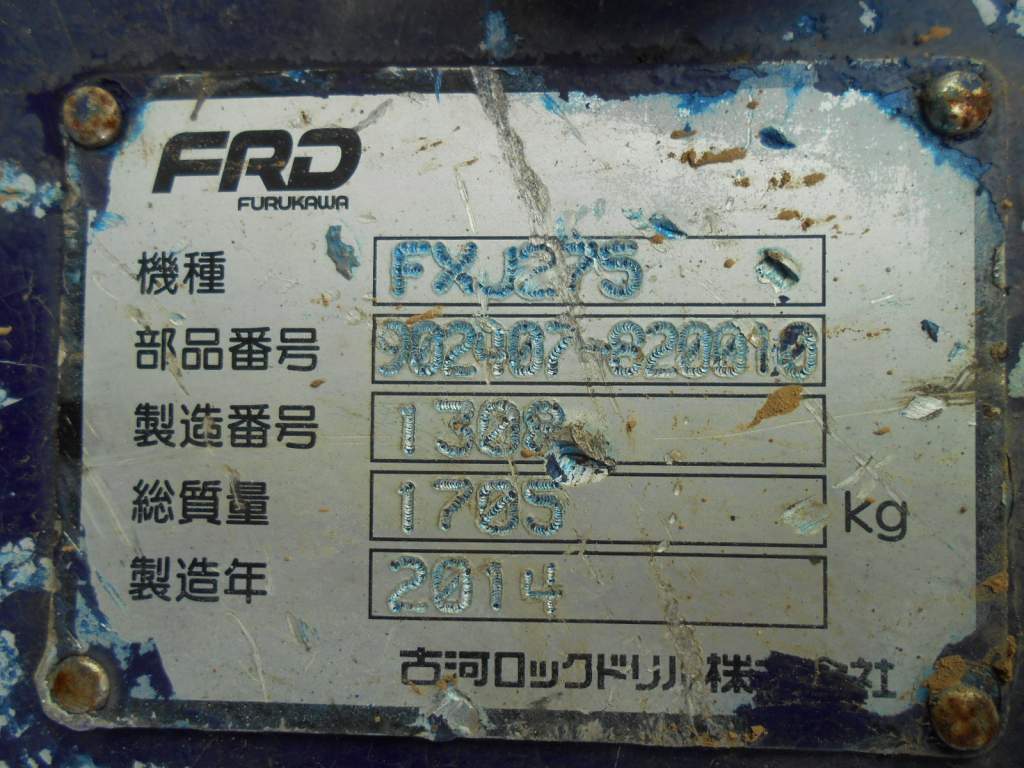 FRD
FURUKAWA
機種 FXJ275
部品番号 902407-820010
製造番号 1308
総質量 1705 kg
製造年 2014
古河ロックドリル株式会社